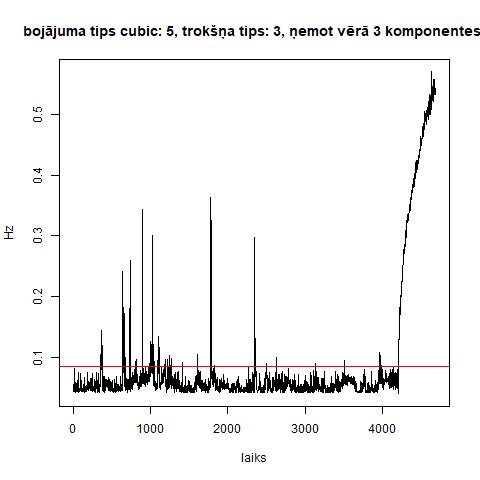 bojājuma tips cubic: 5, trokšņa tips: 3, ņemot vērā 3 komponentes
0.5
0.4
0.3
0.2
0.1
Hz
0 1000 2000 3000 4000
laiks